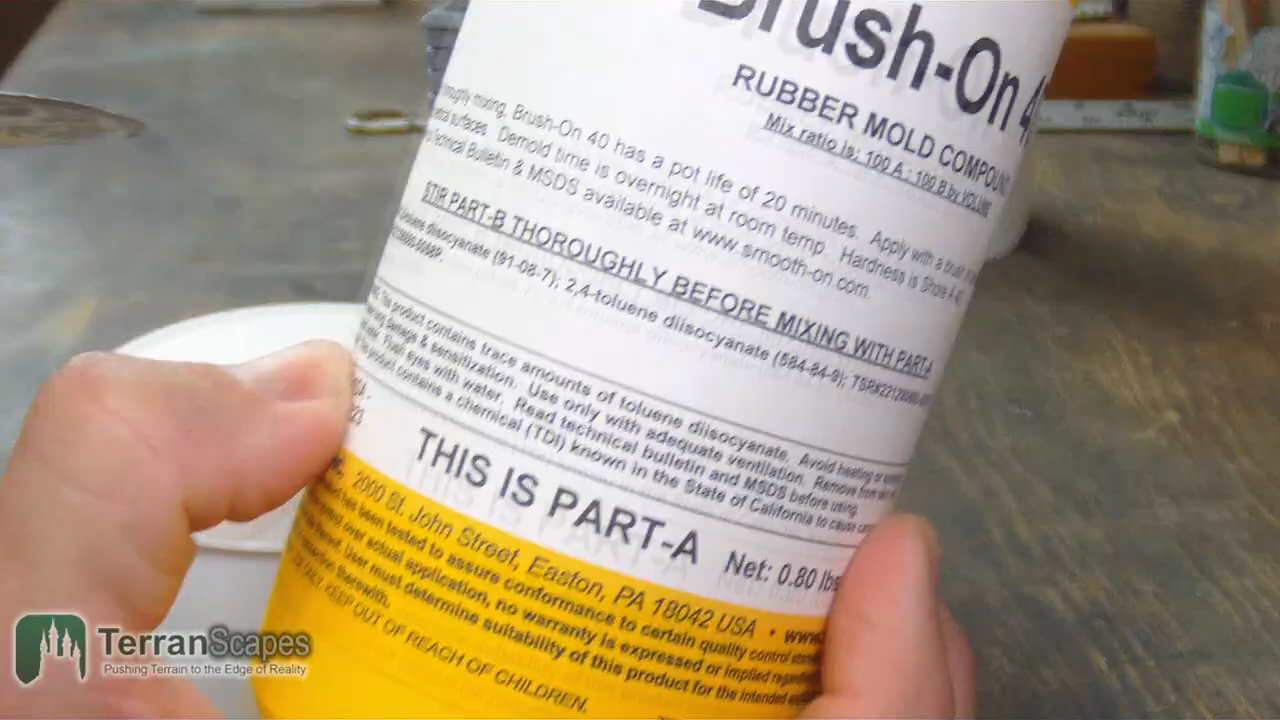 Brush-On 4
RUBBER MOLD COMPOUN
Mix ratio is: 100 A : 100 B by VOLUME
mixing, Brush-On 40 has a pot life of 20 minutes. Apply with a brush
surfaces. Demold time is overnight at room temp. Hardness is Shore A
Technical Bulletin & MSDS available at www.smooth-on.com.
STIR PART-B THOROUGHLY BEFORE MIXING WITH PART-A
diisocyanate (91-08-7); 2,4-toluene diisocyanate (584-84-9);
The product contains trace amounts of toluene diisocyanate. Avoid heating or
damage & sensitization. Use only with adequate ventilation. Remove from
Flush eyes with water. Read technical bulletin and MSDS before using.
product contains a chemical (TDI) known in the State of California to cause
THIS IS PART-A Net: 0.80 lbs
2000 St. John Street, Easton, PA 18042 USA • www
has been tested to assure conformance to certain quality control
over actual application, no warranty is expressed or implied
User must determine suitability of this product for the intended
therewith.
KEEP OUT OF REACH OF CHILDREN.
TerranScapes
Pushing Terrain to the Edge of Reality